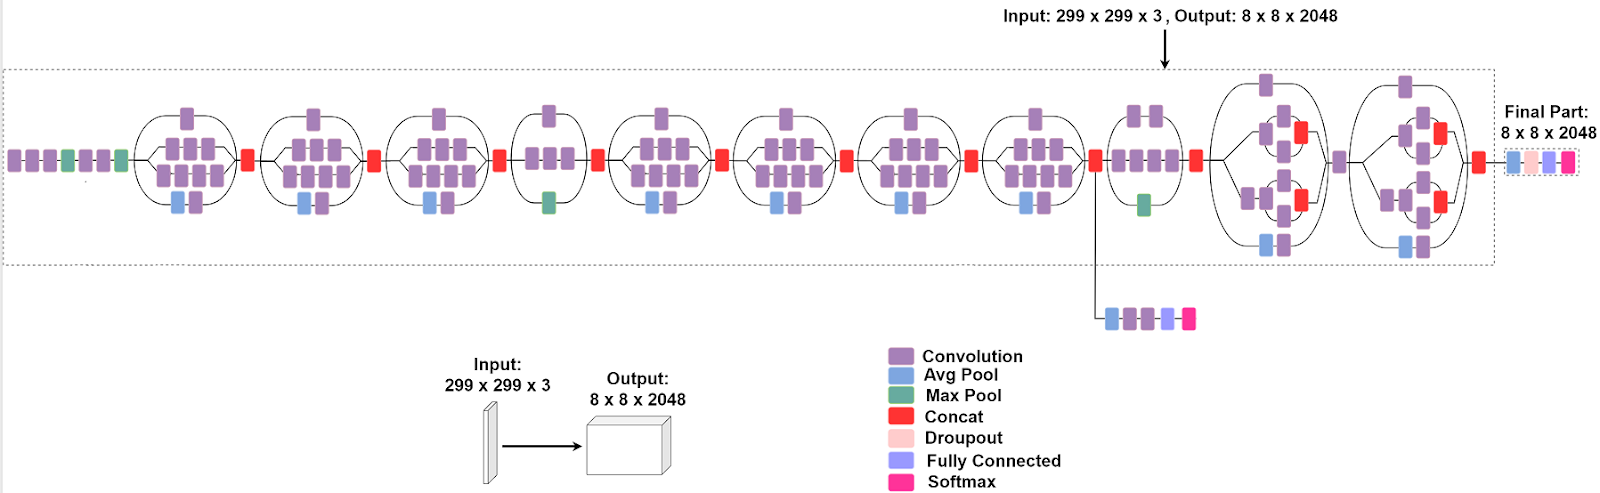 Input: 299 x 299 x 3 , Output: 8 x 8 x 2048
Final Part:
8 x 8 x 2048
Input:
299 x 299 x 3
Output:
8 x 8 x 2048
Convolution
Avg Pool
Max Pool
Concat
Droupout
Fully Connected
Softmax